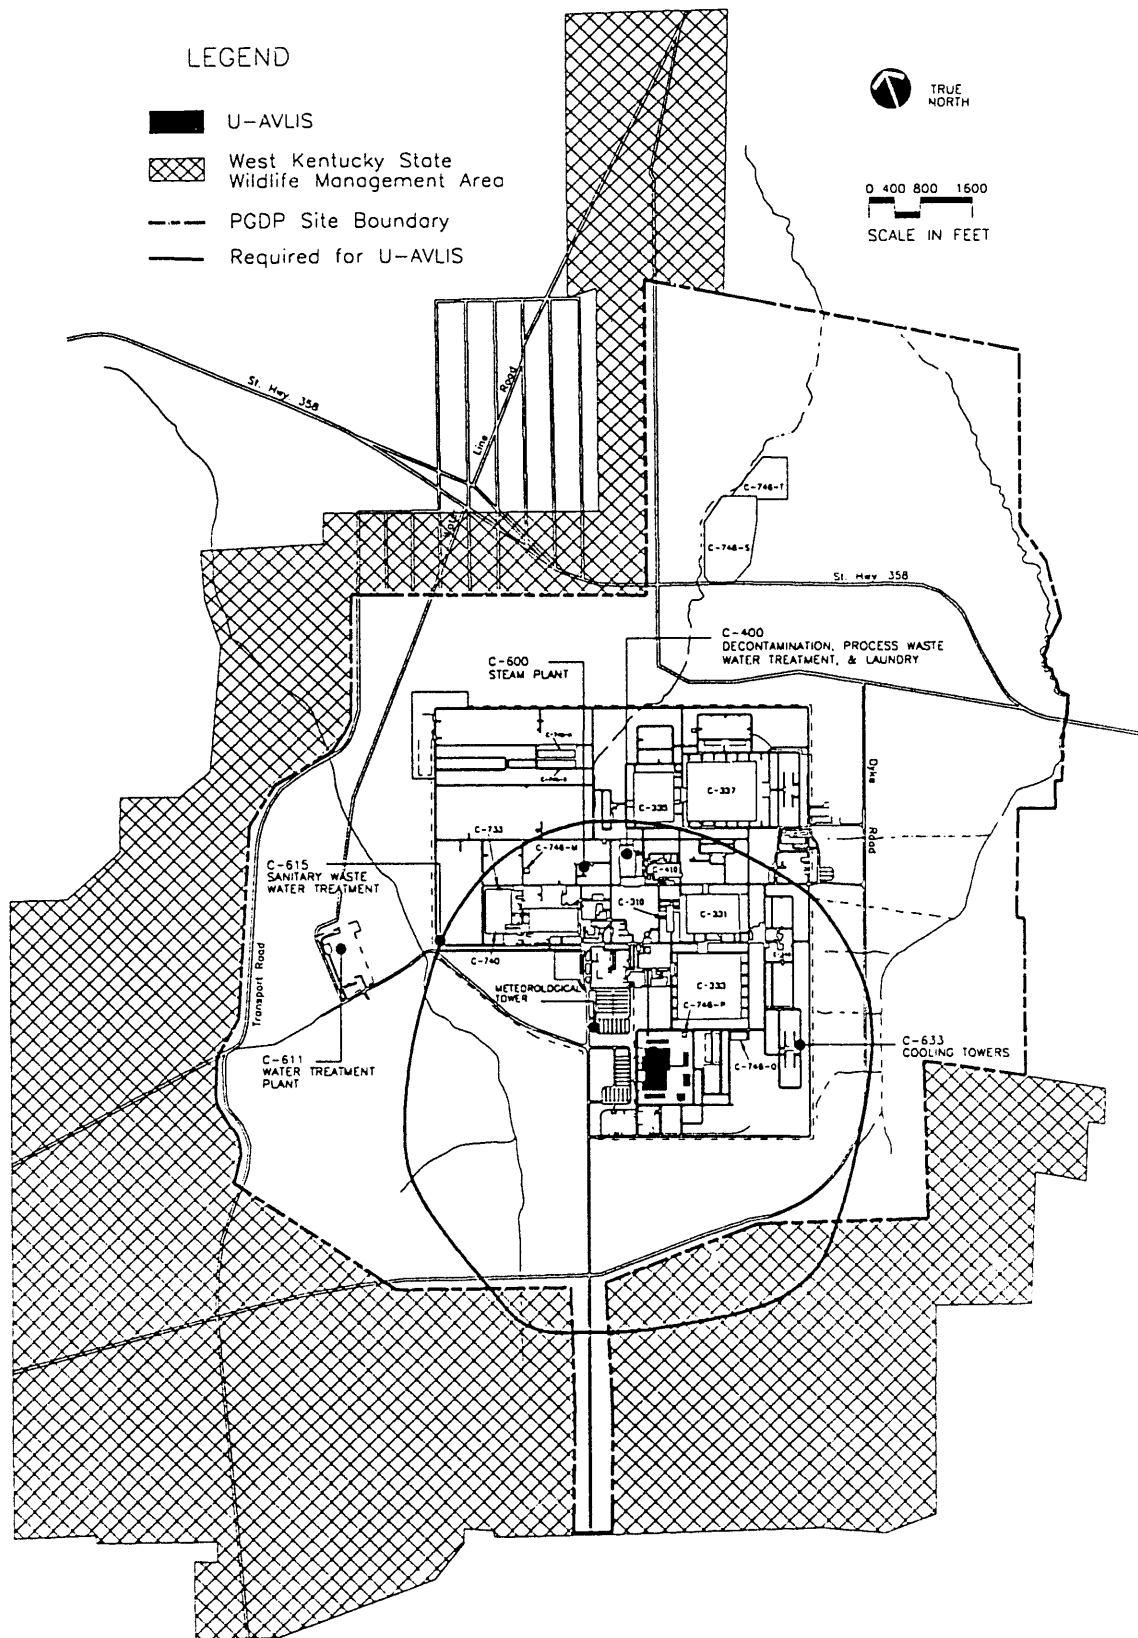 LEGEND
U-AVLIS
West Kentucky State
Wildlife Management Area
PGDP Site Boundary
Required for U-AVLIS
TRUE
NORTH
0 400 800 1600
SCALE IN FEET
St. Hwy 358
Line
Road
C-746-T
C-746-S
St. Hwy 358
C-400
DECONTAMINATION, PROCESS WASTE
WATER TREATMENT, & LAUNDRY
C-600
STEAM PLANT
Dyke
Road
C-335
C-337
C-733
C-746-M
C-615
SANITARY WASTE
WATER TREATMENT
C-410
C-310
C-331
C-740
Transport Road
METEOROLOGICAL
TOWER
C-333
C-746-P
C-611
WATER TREATMENT
PLANT
C-633
COOLING TOWERS
C-746-Q